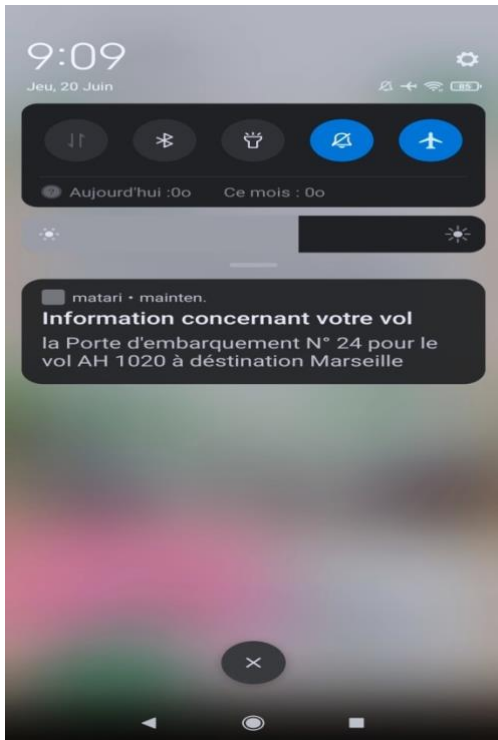 9:09
Jeu, 20 Juin
85
Aujourd'hui :0o Ce mois : 0o
matari • mainten.
Information concernant votre vol
la Porte d'embarquement N° 24 pour le
vol AH 1020 à déstination Marseille